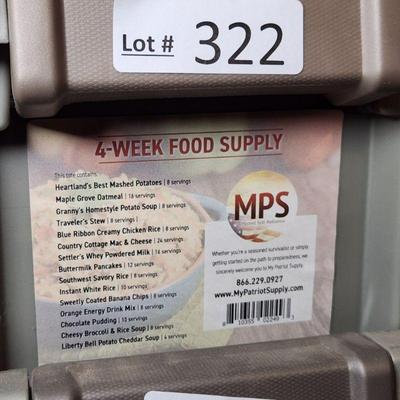 Lot # 322
4-WEEK FOOD SUPPLY
This tote contains:
Heartland's Best Mashed Potatoes | 8 servings
Maple Grove Oatmeal | 18 servings
Granny's Homestyle Potato Soup | 8 servings
Traveler's Stew | 8 servings |
Blue Ribbon Creamy Chicken Rice | 8 servings
Country Cottage Mac & Cheese | 24 servings
Settler's Whey Powdered Milk | 16 servings
Buttermilk Pancakes | 12 servings
Southwest Savory Rice | 8 servings
Instant White Rice | 10 servings
Sweetly Coated Banana Chips | 8 servings
Orange Energy Drink Mix | 8 servings
Chocolate Pudding | 10 servings
Cheesy Broccoli & Rice Soup | 8 servings
Liberty Bell Potato Cheddar Soup | 4 servings
MPS
Whether you're a seasoned survivalist or simply
getting started on the path to preparedness, we
sincerely welcome you to My Patriot Supply.
866.229.0927
www.MyPatriotSupply.com
8 10355 02249
Lot #